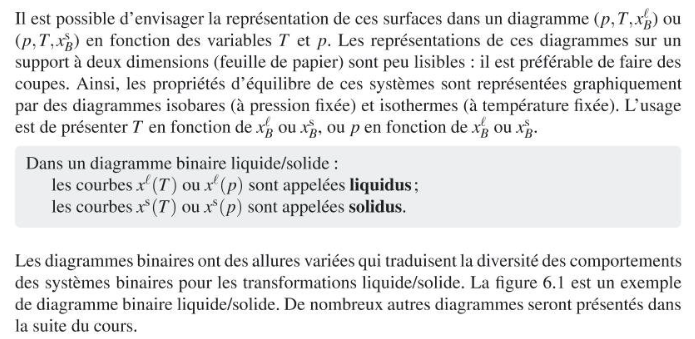 Il est possible d'envisager la représentation de ces surfaces dans un diagramme (p,T,x_B^ℓ) ou
(p,T,x_B^s) en fonction des variables T et p. Les représentations de ces diagrammes sur un
support à deux dimensions (feuille de papier) sont peu lisibles : il est préférable de faire des
coupes. Ainsi, les propriétés d'équilibre de ces systèmes sont représentées graphiquement
par des diagrammes isobares (à pression fixée) et isothermes (à température fixée). L'usage
est de présenter T en fonction de x_B^ℓ ou x_B^s, ou p en fonction de x_B^ℓ ou x_B^s.
Dans un diagramme binaire liquide/solide :
les courbes x^ℓ(T) ou x^ℓ(p) sont appelées liquidus ;
les courbes x^s(T) ou x^s(p) sont appelées solidus.
Les diagrammes binaires ont des allures variées qui traduisent la diversité des comportements
des systèmes binaires pour les transformations liquide/solide. La figure 6.1 est un exemple
de diagramme binaire liquide/solide. De nombreux autres diagrammes seront présentés dans
la suite du cours.